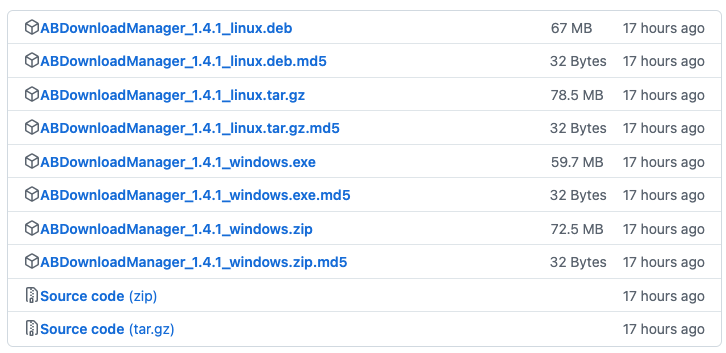 ABDownloadManager_1.4.1_linux.deb 67 MB 17 hours ago
ABDownloadManager_1.4.1_linux.deb.md5 32 Bytes 17 hours ago
ABDownloadManager_1.4.1_linux.tar.gz 78.5 MB 17 hours ago
ABDownloadManager_1.4.1_linux.tar.gz.md5 32 Bytes 17 hours ago
ABDownloadManager_1.4.1_windows.exe 59.7 MB 17 hours ago
ABDownloadManager_1.4.1_windows.exe.md5 32 Bytes 17 hours ago
ABDownloadManager_1.4.1_windows.zip 72.5 MB 17 hours ago
ABDownloadManager_1.4.1_windows.zip.md5 32 Bytes 17 hours ago
Source code (zip) 17 hours ago
Source code (tar.gz) 17 hours ago